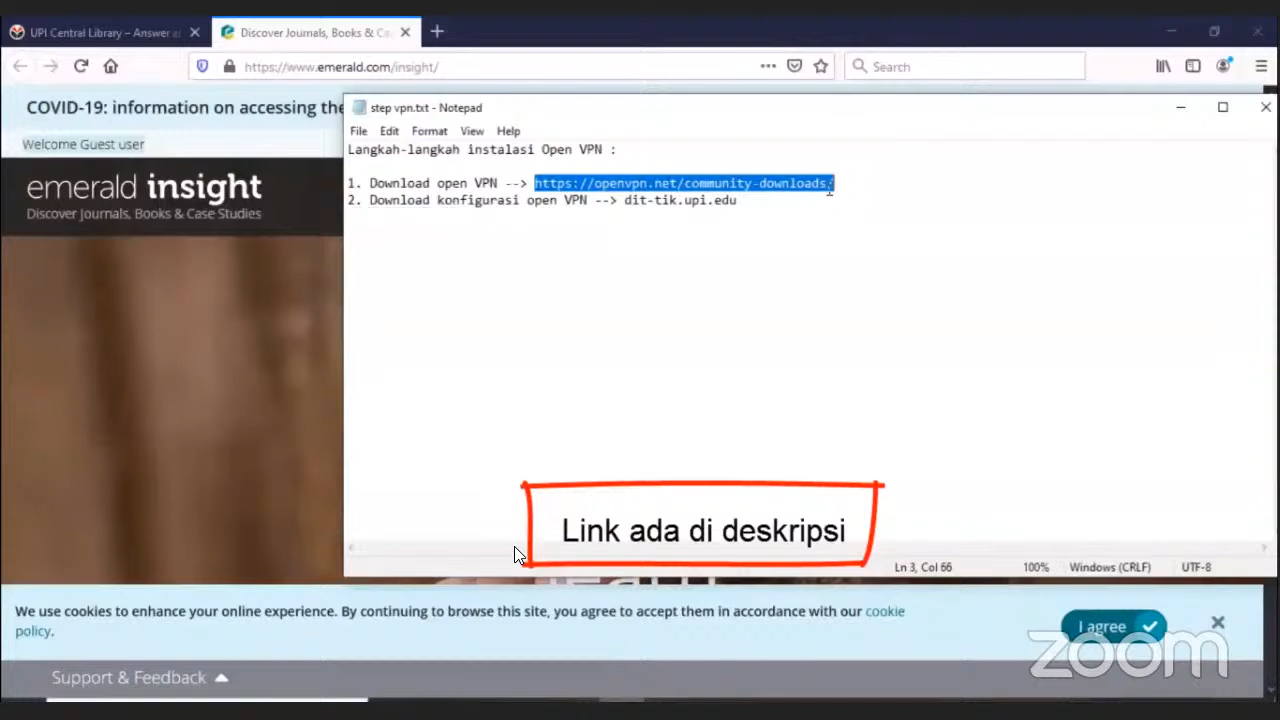 UPI Central Library – Answer a
Discover Journals, Books & Ca
https://www.emerald.com/insight/
Search
COVID-19: information on accessing the
Welcome Guest user
emerald insight
Discover Journals, Books & Case Studies
step vpn.txt - Notepad
File Edit Format View Help
Langkah-langkah instalasi Open VPN :
1. Download open VPN --> https://openvpn.net/community-downloads/
2. Download konfigurasi open VPN --> dit-tik.upi.edu
Link ada di deskripsi
Ln 3, Col 66 100% Windows (CRLF) UTF-8
We use cookies to enhance your online experience. By continuing to browse this site, you agree to accept them in accordance with our cookie
policy.
I agree
zoom
Support & Feedback